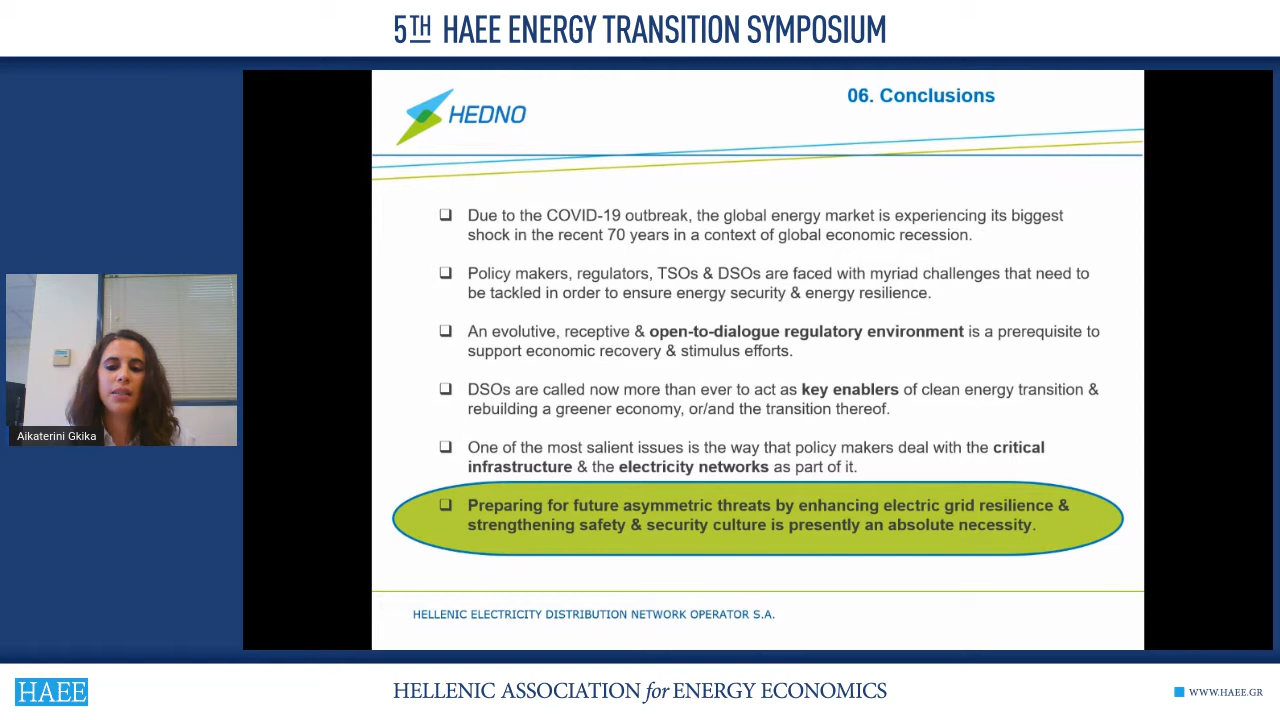 5TH HAEE ENERGY TRANSITION SYMPOSIUM
HEDNO
06. Conclusions
❑ Due to the COVID-19 outbreak, the global energy market is experiencing its biggest
shock in the recent 70 years in a context of global economic recession.
❑ Policy makers, regulators, TSOs & DSOs are faced with myriad challenges that need to
be tackled in order to ensure energy security & energy resilience.
❑ An evolutive, receptive & open-to-dialogue regulatory environment is a prerequisite to
support economic recovery & stimulus efforts.
❑ DSOs are called now more than ever to act as key enablers of clean energy transition &
rebuilding a greener economy, or/and the transition thereof.
❑ One of the most salient issues is the way that policy makers deal with the critical
infrastructure & the electricity networks as part of it.
❑ Preparing for future asymmetric threats by enhancing electric grid resilience &
strengthening safety & security culture is presently an absolute necessity.
HELLENIC ELECTRICITY DISTRIBUTION NETWORK OPERATOR S.A.
Aikaterini Gkika
HAEE
HELLENIC ASSOCIATION for ENERGY ECONOMICS
WWW.HAEE.GR